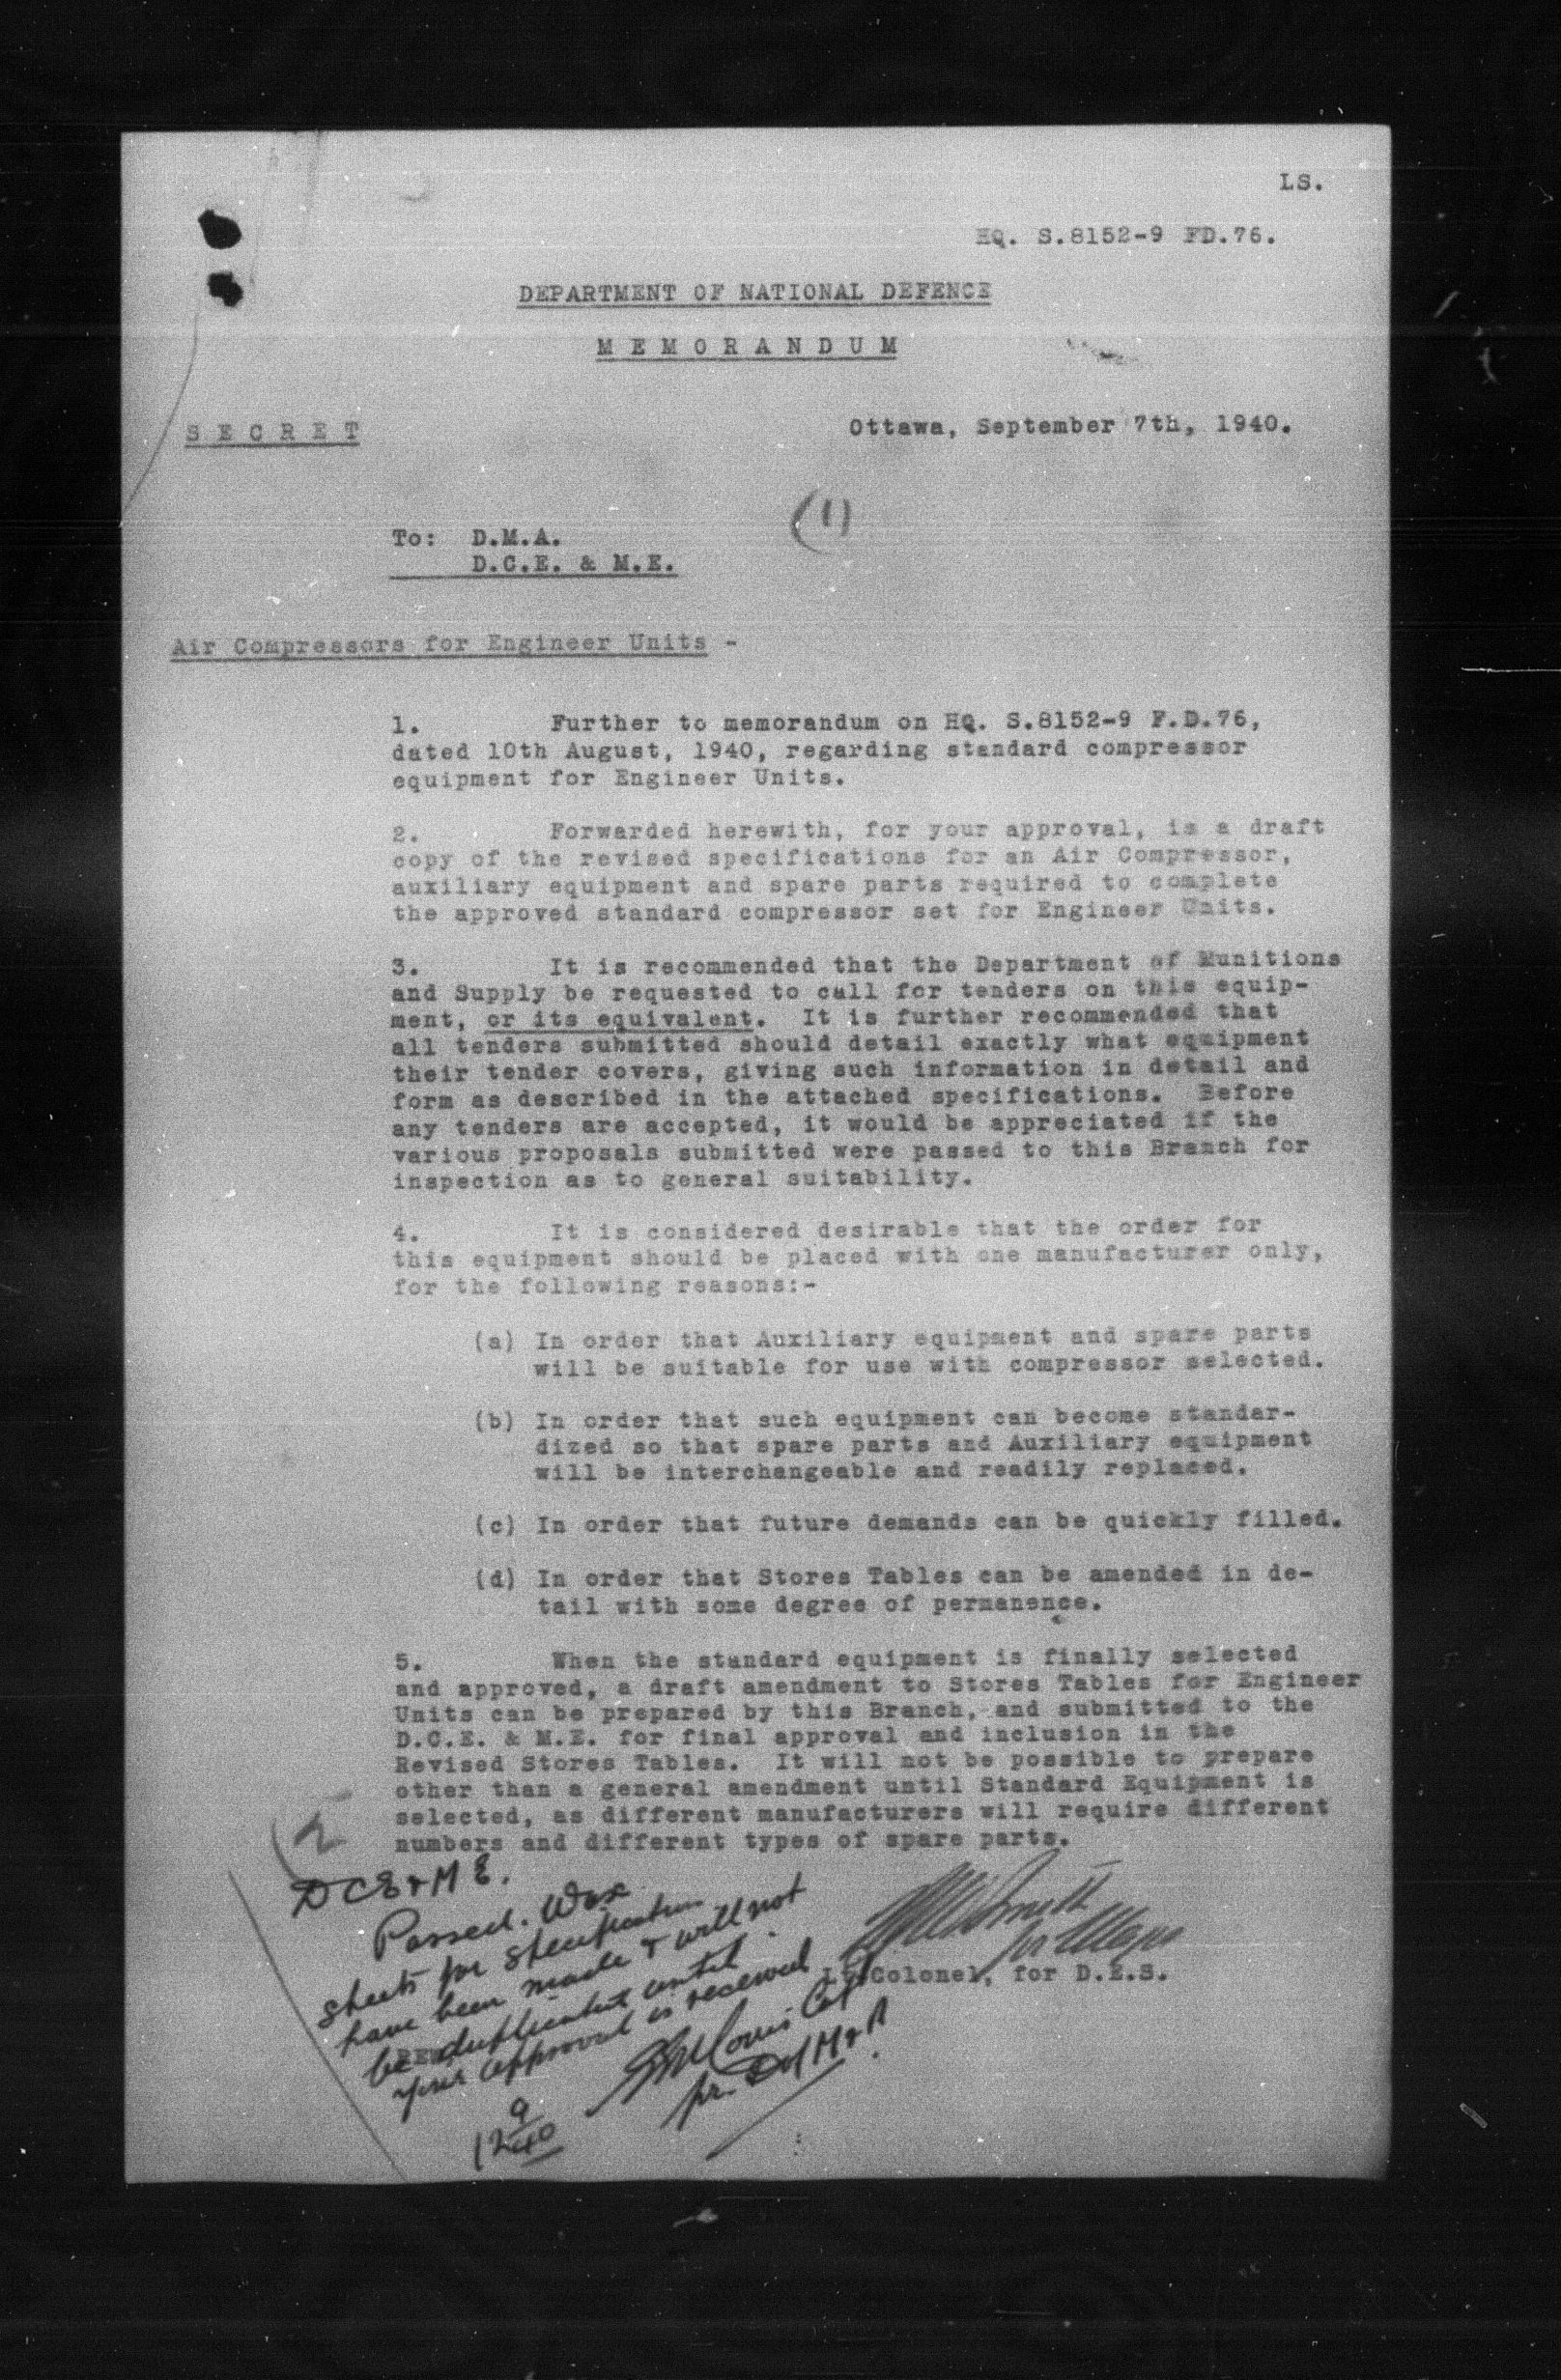 LS.
HQ. S.8152-9 FD.76.
DEPARTMENT OF NATIONAL DEFENCE
M E M O R A N D U M
S E C R E T
Ottawa, September 7th, 1940.
(1)
To: D.M.A.
D.C.E. & M.E.
Air Compressors for Engineer Units -
1. Further to memorandum on HQ. S.8152-9 F.D.76,
dated 10th August, 1940, regarding standard compressor
equipment for Engineer Units.
2. Forwarded herewith, for your approval, is a draft
copy of the revised specifications for an Air Compressor,
auxiliary equipment and spare parts required to complete
the approved standard compressor set for Engineer Units.
3. It is recommended that the Department of Munitions
and Supply be requested to call for tenders on this equip-
ment, or its equivalent. It is further recommended that
all tenders submitted should detail exactly what equipment
their tender covers, giving such information in detail and
form as described in the attached specifications. Before
any tenders are accepted, it would be appreciated if the
various proposals submitted were passed to this Branch for
inspection as to general suitability.
4. It is considered desirable that the order for
this equipment should be placed with one manufacturer only,
for the following reasons:-
(a) In order that Auxiliary equipment and spare parts
will be suitable for use with compressor selected.
(b) In order that such equipment can become standar-
dized so that spare parts and Auxiliary equipment
will be interchangeable and readily replaced.
(c) In order that future demands can be quickly filled.
(d) In order that Stores Tables can be amended in de-
tail with some degree of permanence.
5. When the standard equipment is finally selected
and approved, a draft amendment to Stores Tables for Engineer
Units can be prepared by this Branch, and submitted to the
D.C.E. & M.E. for final approval and inclusion in the
Revised Stores Tables. It will not be possible to prepare
other than a general amendment until Standard Equipment is
selected, as different manufacturers will require different
numbers and different types of spare parts.
(2
DCE & ME.
Passed. Wax
sheets for specification
have been made & will not
be duplicated until
your approval is received
Lt.Colonel, for D.E.S.
for D of M & A
12 9/40